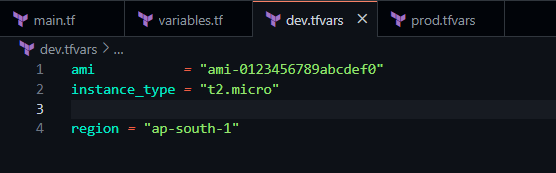 main.tf variables.tf dev.tfvars prod.tfvars
dev.tfvars > ...
1 ami           = "ami-0123456789abcdef0"
2 instance_type = "t2.micro"
3
4 region = "ap-south-1"